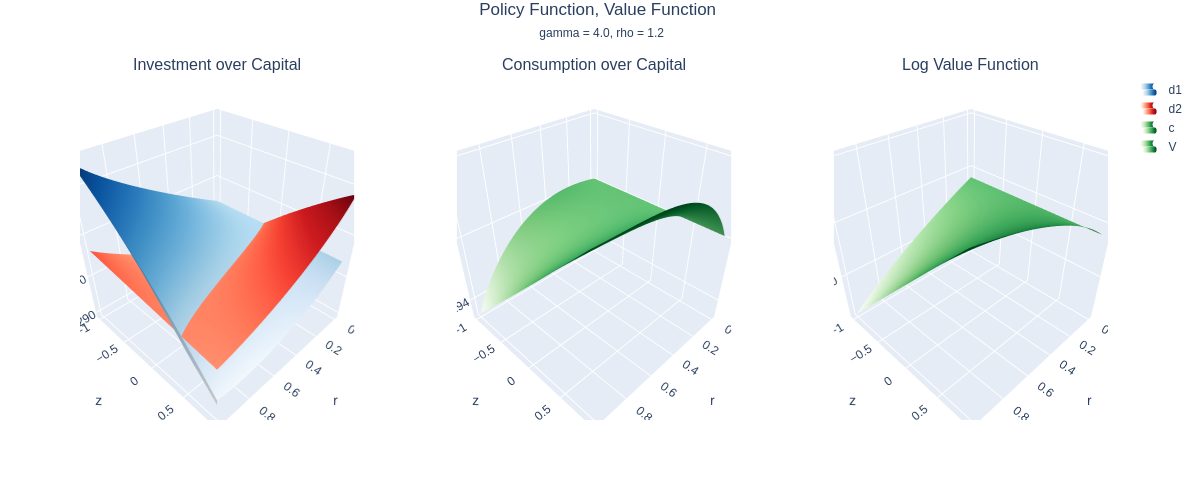 Policy Function, Value Function
gamma = 4.0, rho = 1.2
Investment over Capital
Consumption over Capital
Log Value Function
d1
d2
c
V
0
290
−1
−0.5
0
0.5
z
0
0.2
0.4
0.6
0.8
r
94
−1
−0.5
0
0.5
z
0
0.2
0.4
0.6
0.8
r
−1
−0.5
0
0.5
z
0
0.2
0.4
0.6
0.8
r